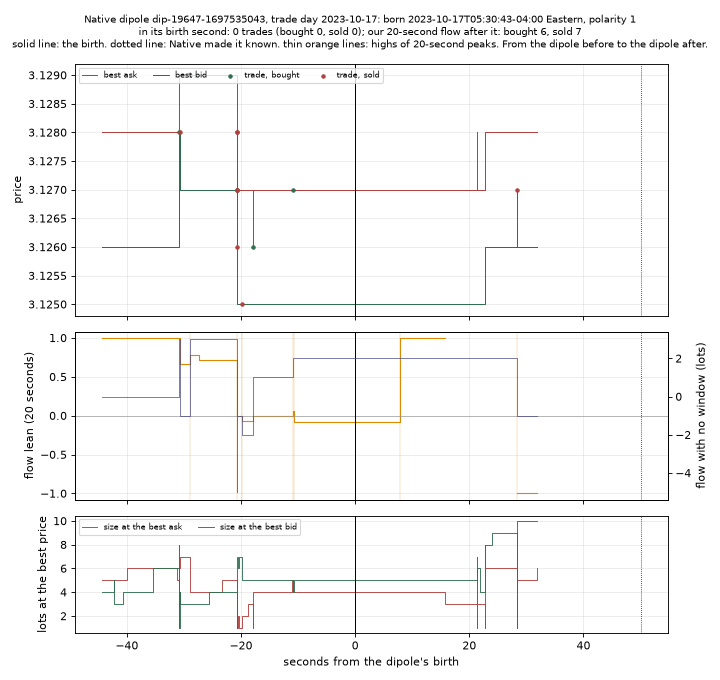 Native dipole dip-19647-1697535043, trade day 2023-10-17: born 2023-10-17T05:30:43-04:00 Eastern, polarity 1
in its birth second: 0 trades (bought 0, sold 0); our 20-second flow after it: bought 6, sold 7
solid line: the birth. dotted line: Native made it known. thin orange lines: highs of 20-second peaks. From the dipole before to the dipole after.
best ask
best bid
trade, bought
trade, sold
3.1290
3.1285
3.1280
3.1275
3.1270
3.1265
3.1260
3.1255
3.1250
price
1.0
0.5
0.0
−0.5
−1.0
flow lean (20 seconds)
2
0
−2
−4
flow with no window (lots)
size at the best ask
size at the best bid
10
8
6
4
2
lots at the best price
−40
−20
0
20
40
seconds from the dipole's birth